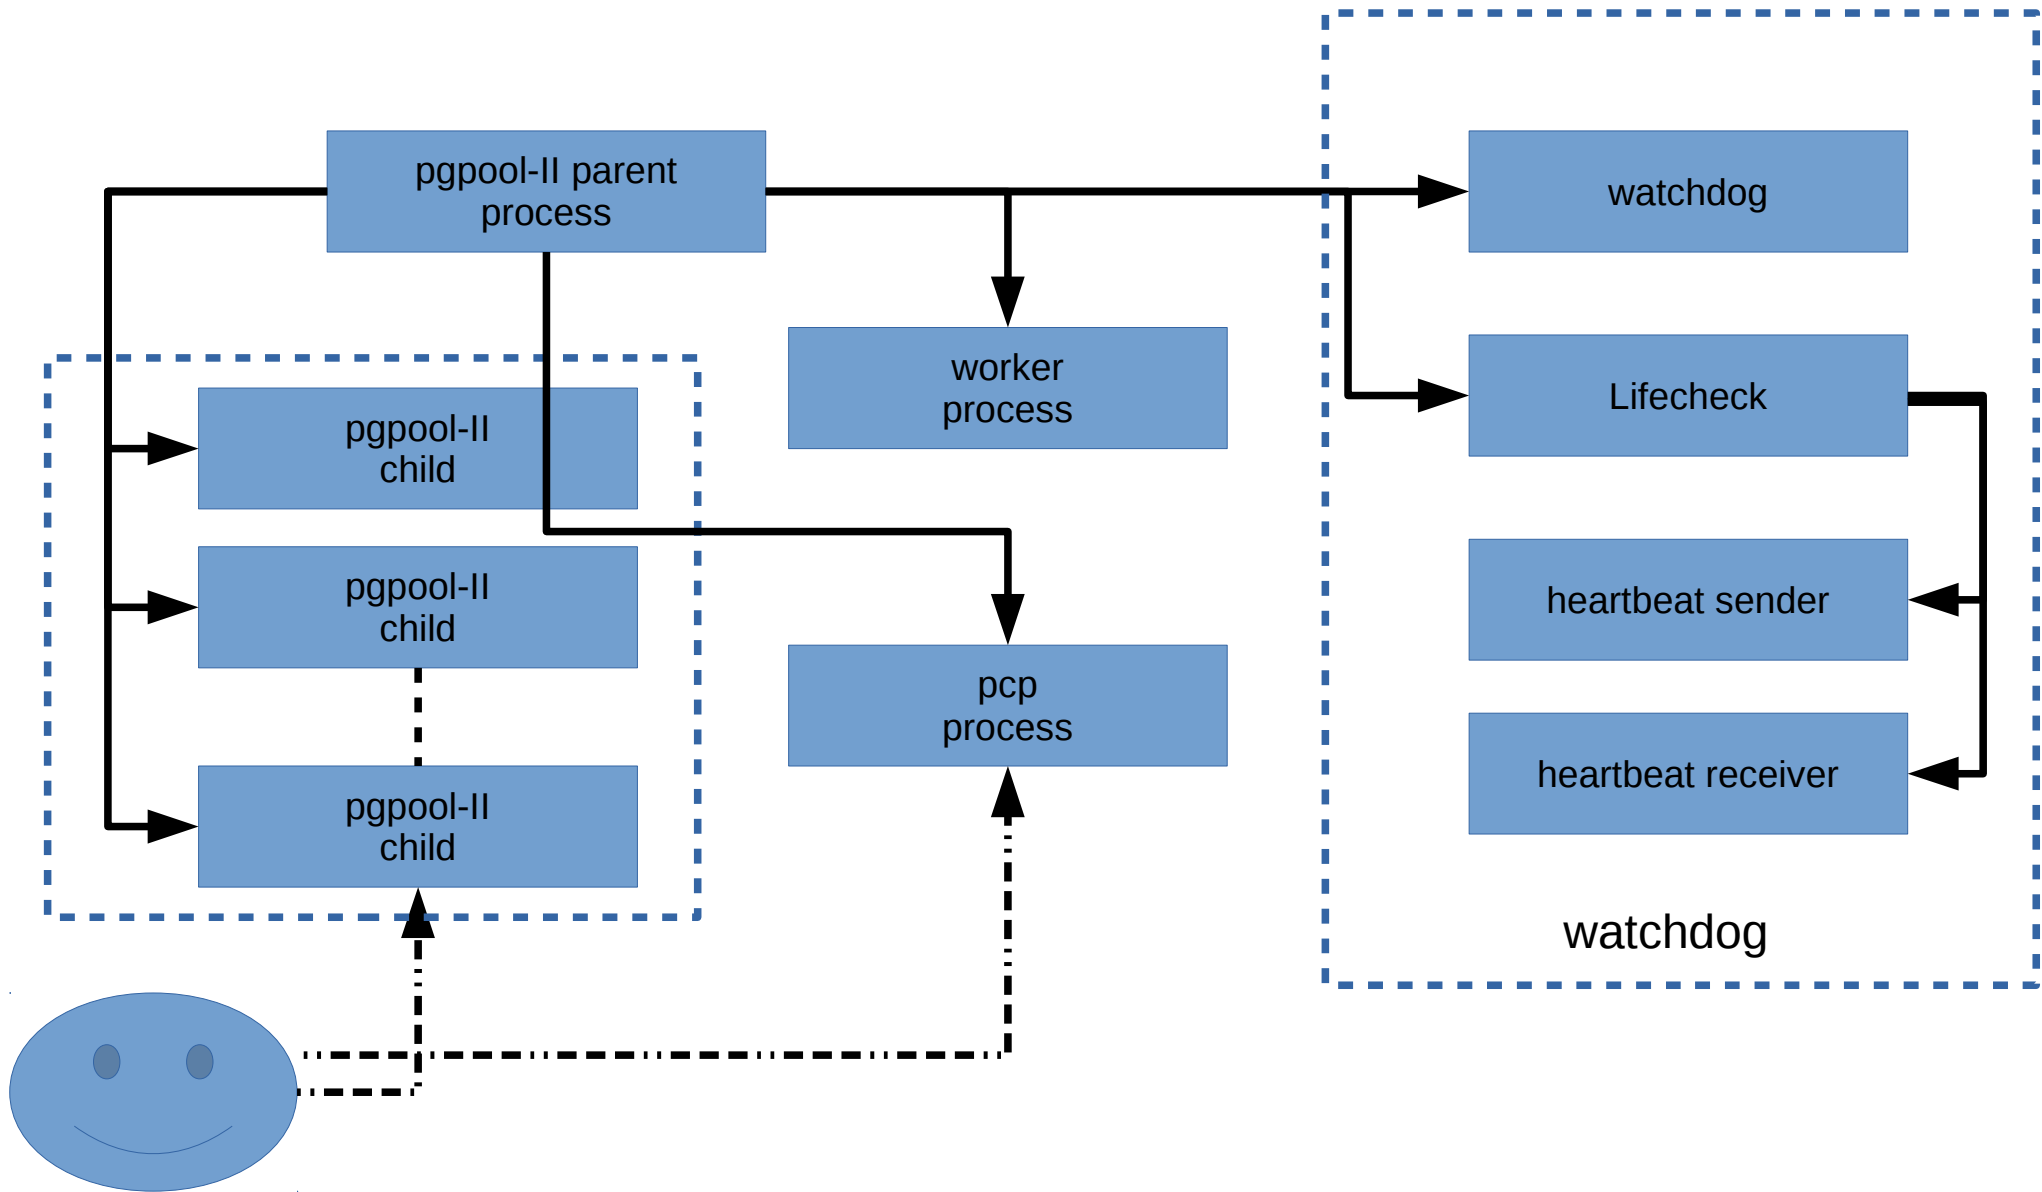 pgpool-II parent
process
watchdog
worker
process
Lifecheck
pgpool-II
child
pgpool-II
child
heartbeat sender
pcp
process
heartbeat receiver
pgpool-II
child
watchdog